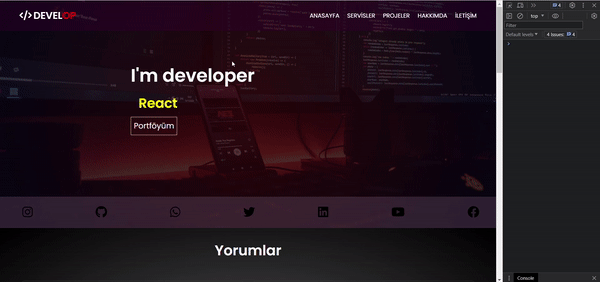 </> DEVELOP
ANASAYFA SERVİSLER PROJELER HAKKIMDA İLETİŞİM
I'm developer
React
Portföyüm
Yorumlar
top
4
Filter
Default levels
4 Issues: 4
Console